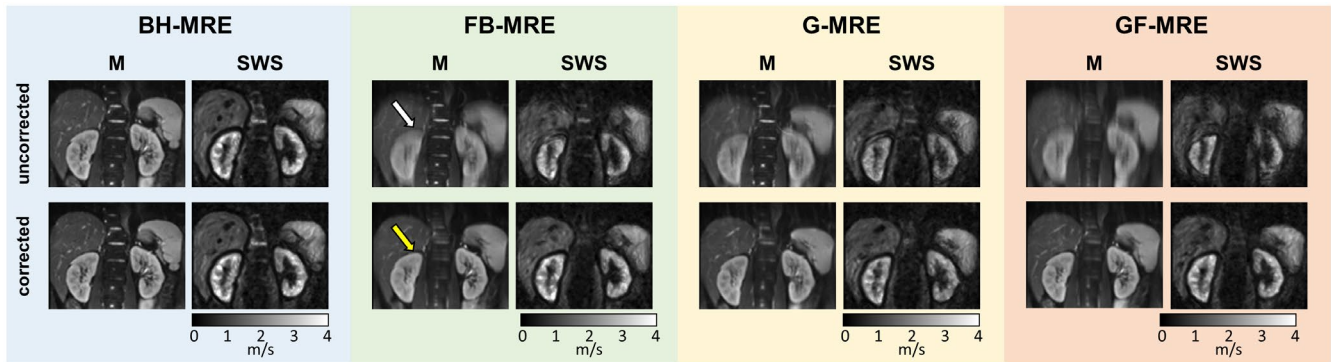 BH-MRE FB-MRE G-MRE GF-MRE
M SWS M SWS M SWS M SWS
uncorrected
corrected
0 1 2 3 4 0 1 2 3 4 0 1 2 3 4 0 1 2 3 4
m/s m/s m/s m/s